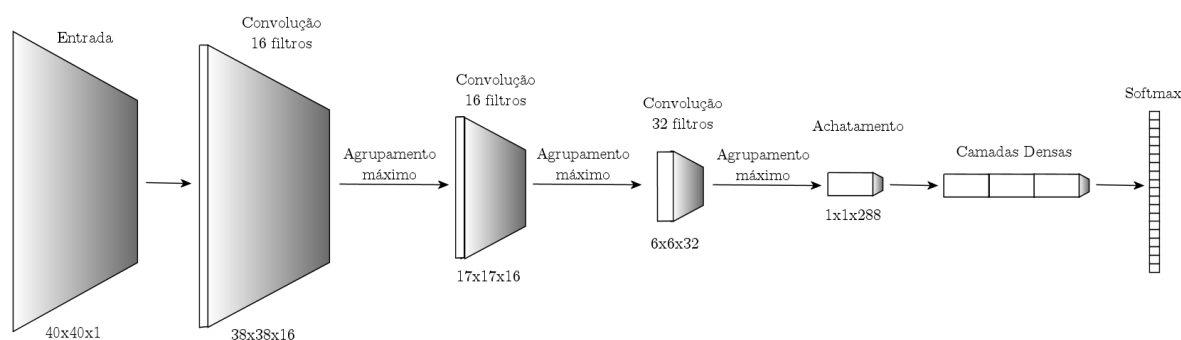 Entrada
40x40x1
Convolução
16 filtros
38x38x16
Agrupamento
máximo
Convolução
16 filtros
17x17x16
Agrupamento
máximo
Convolução
32 filtros
6x6x32
Agrupamento
máximo
Achatamento
1x1x288
Camadas Densas
Softmax